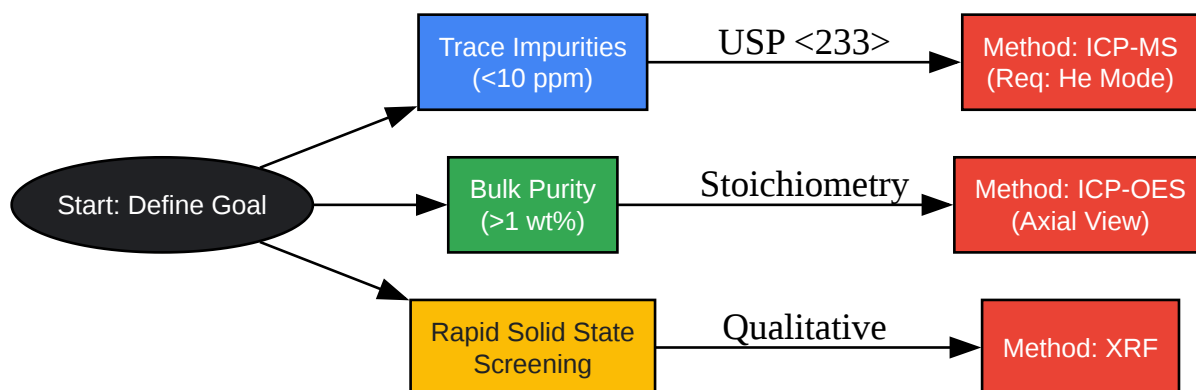 Trace Impurities
(<10 ppm)
USP <233>
Method: ICP-MS
(Req: He Mode)
Start: Define Goal
Bulk Purity
(>1 wt%)
Stoichiometry
Method: ICP-OES
(Axial View)
Rapid Solid State
Screening
Qualitative
Method: XRF